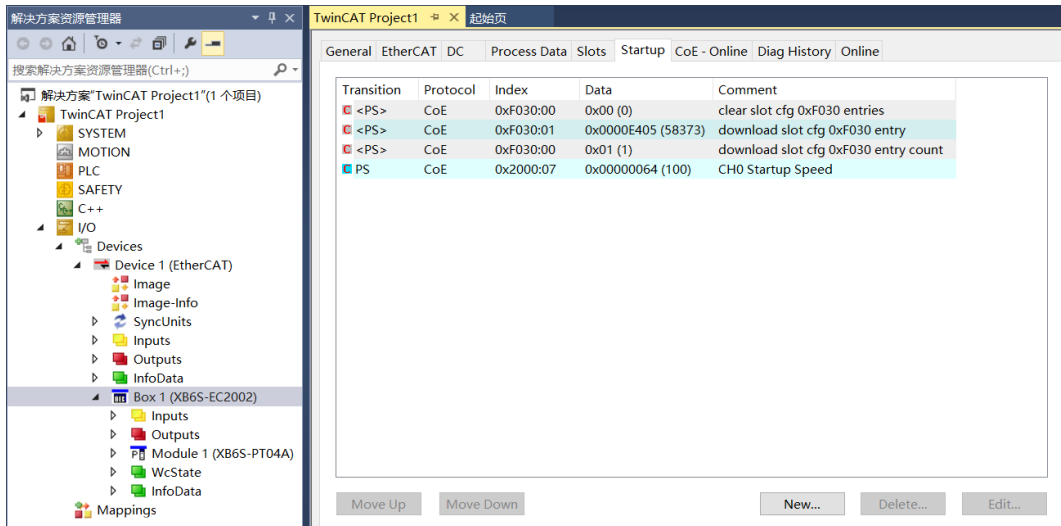 解决方案资源管理器
搜索解决方案资源管理器(Ctrl+;)
解决方案"TwinCAT Project1"(1 个项目)
TwinCAT Project1
SYSTEM
MOTION
PLC
SAFETY
C++
I/O
Devices
Device 1 (EtherCAT)
Image
Image-Info
SyncUnits
Inputs
Outputs
InfoData
Box 1 (XB6S-EC2002)
Inputs
Outputs
Module 1 (XB6S-PT04A)
WcState
InfoData
Mappings
TwinCAT Project1 起始页
General EtherCAT DC Process Data Slots Startup CoE - Online Diag History Online
Transition Protocol Index Data Comment
C <PS> CoE 0xF030:00 0x00 (0) clear slot cfg 0xF030 entries
C <PS> CoE 0xF030:01 0x0000E405 (58373) download slot cfg 0xF030 entry
C <PS> CoE 0xF030:00 0x01 (1) download slot cfg 0xF030 entry count
C PS CoE 0x2000:07 0x00000064 (100) CH0 Startup Speed
Move Up Move Down New... Delete... Edit...